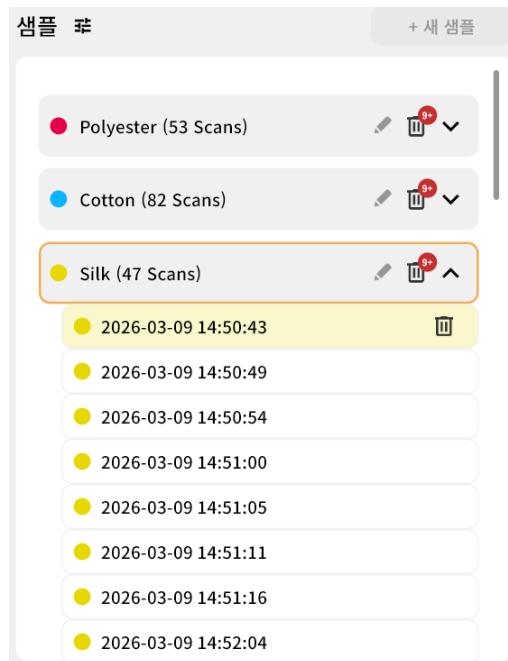 샘플
+ 새 샘플
Polyester (53 Scans)
9+
Cotton (82 Scans)
9+
Silk (47 Scans)
9+
2026-03-09 14:50:43
2026-03-09 14:50:49
2026-03-09 14:50:54
2026-03-09 14:51:00
2026-03-09 14:51:05
2026-03-09 14:51:11
2026-03-09 14:51:16
2026-03-09 14:52:04